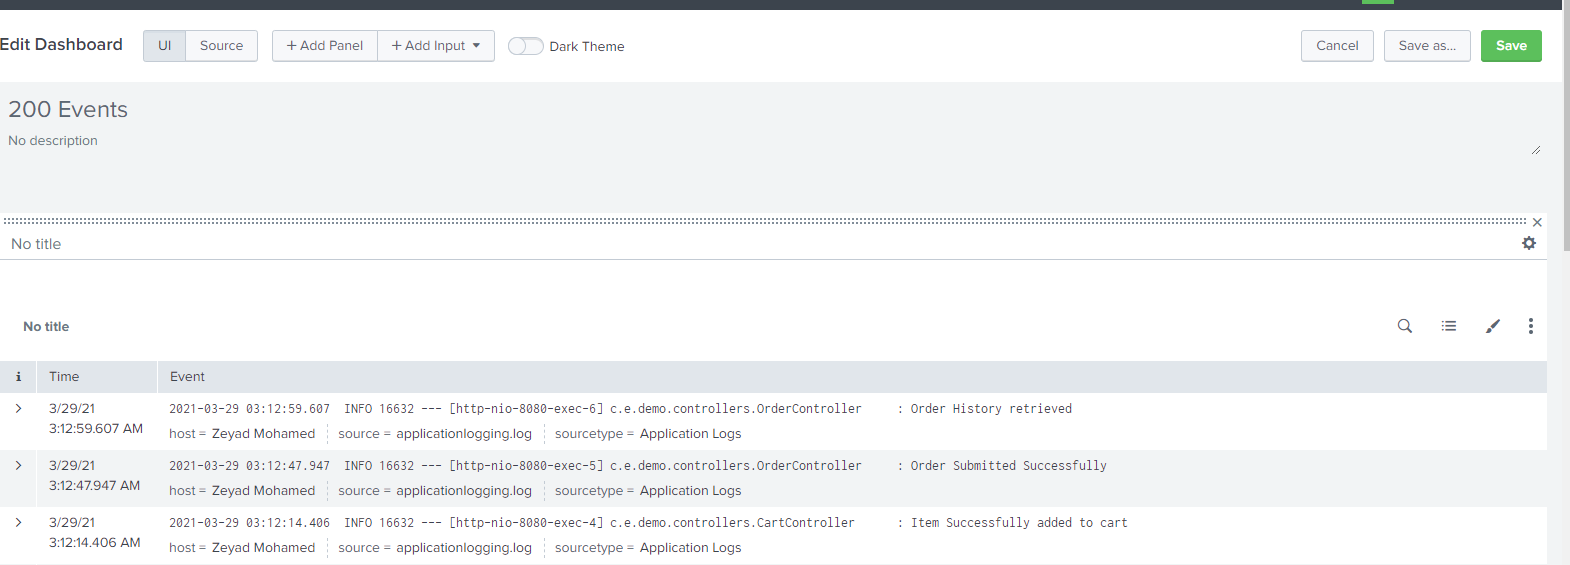 Edit Dashboard UI Source + Add Panel + Add Input Dark Theme Cancel Save as... Save
200 Events
No description
No title
No title
i Time Event
3/29/21 2021-03-29 03:12:59.607 INFO 16632 --- [http-nio-8080-exec-6] c.e.demo.controllers.OrderController : Order History retrieved
3:12:59.607 AM host = Zeyad Mohamed source = applicationlogging.log sourcetype = Application Logs
3/29/21 2021-03-29 03:12:47.947 INFO 16632 --- [http-nio-8080-exec-5] c.e.demo.controllers.OrderController : Order Submitted Successfully
3:12:47.947 AM host = Zeyad Mohamed source = applicationlogging.log sourcetype = Application Logs
3/29/21 2021-03-29 03:12:14.406 INFO 16632 --- [http-nio-8080-exec-4] c.e.demo.controllers.CartController : Item Successfully added to cart
3:12:14.406 AM host = Zeyad Mohamed source = applicationlogging.log sourcetype = Application Logs